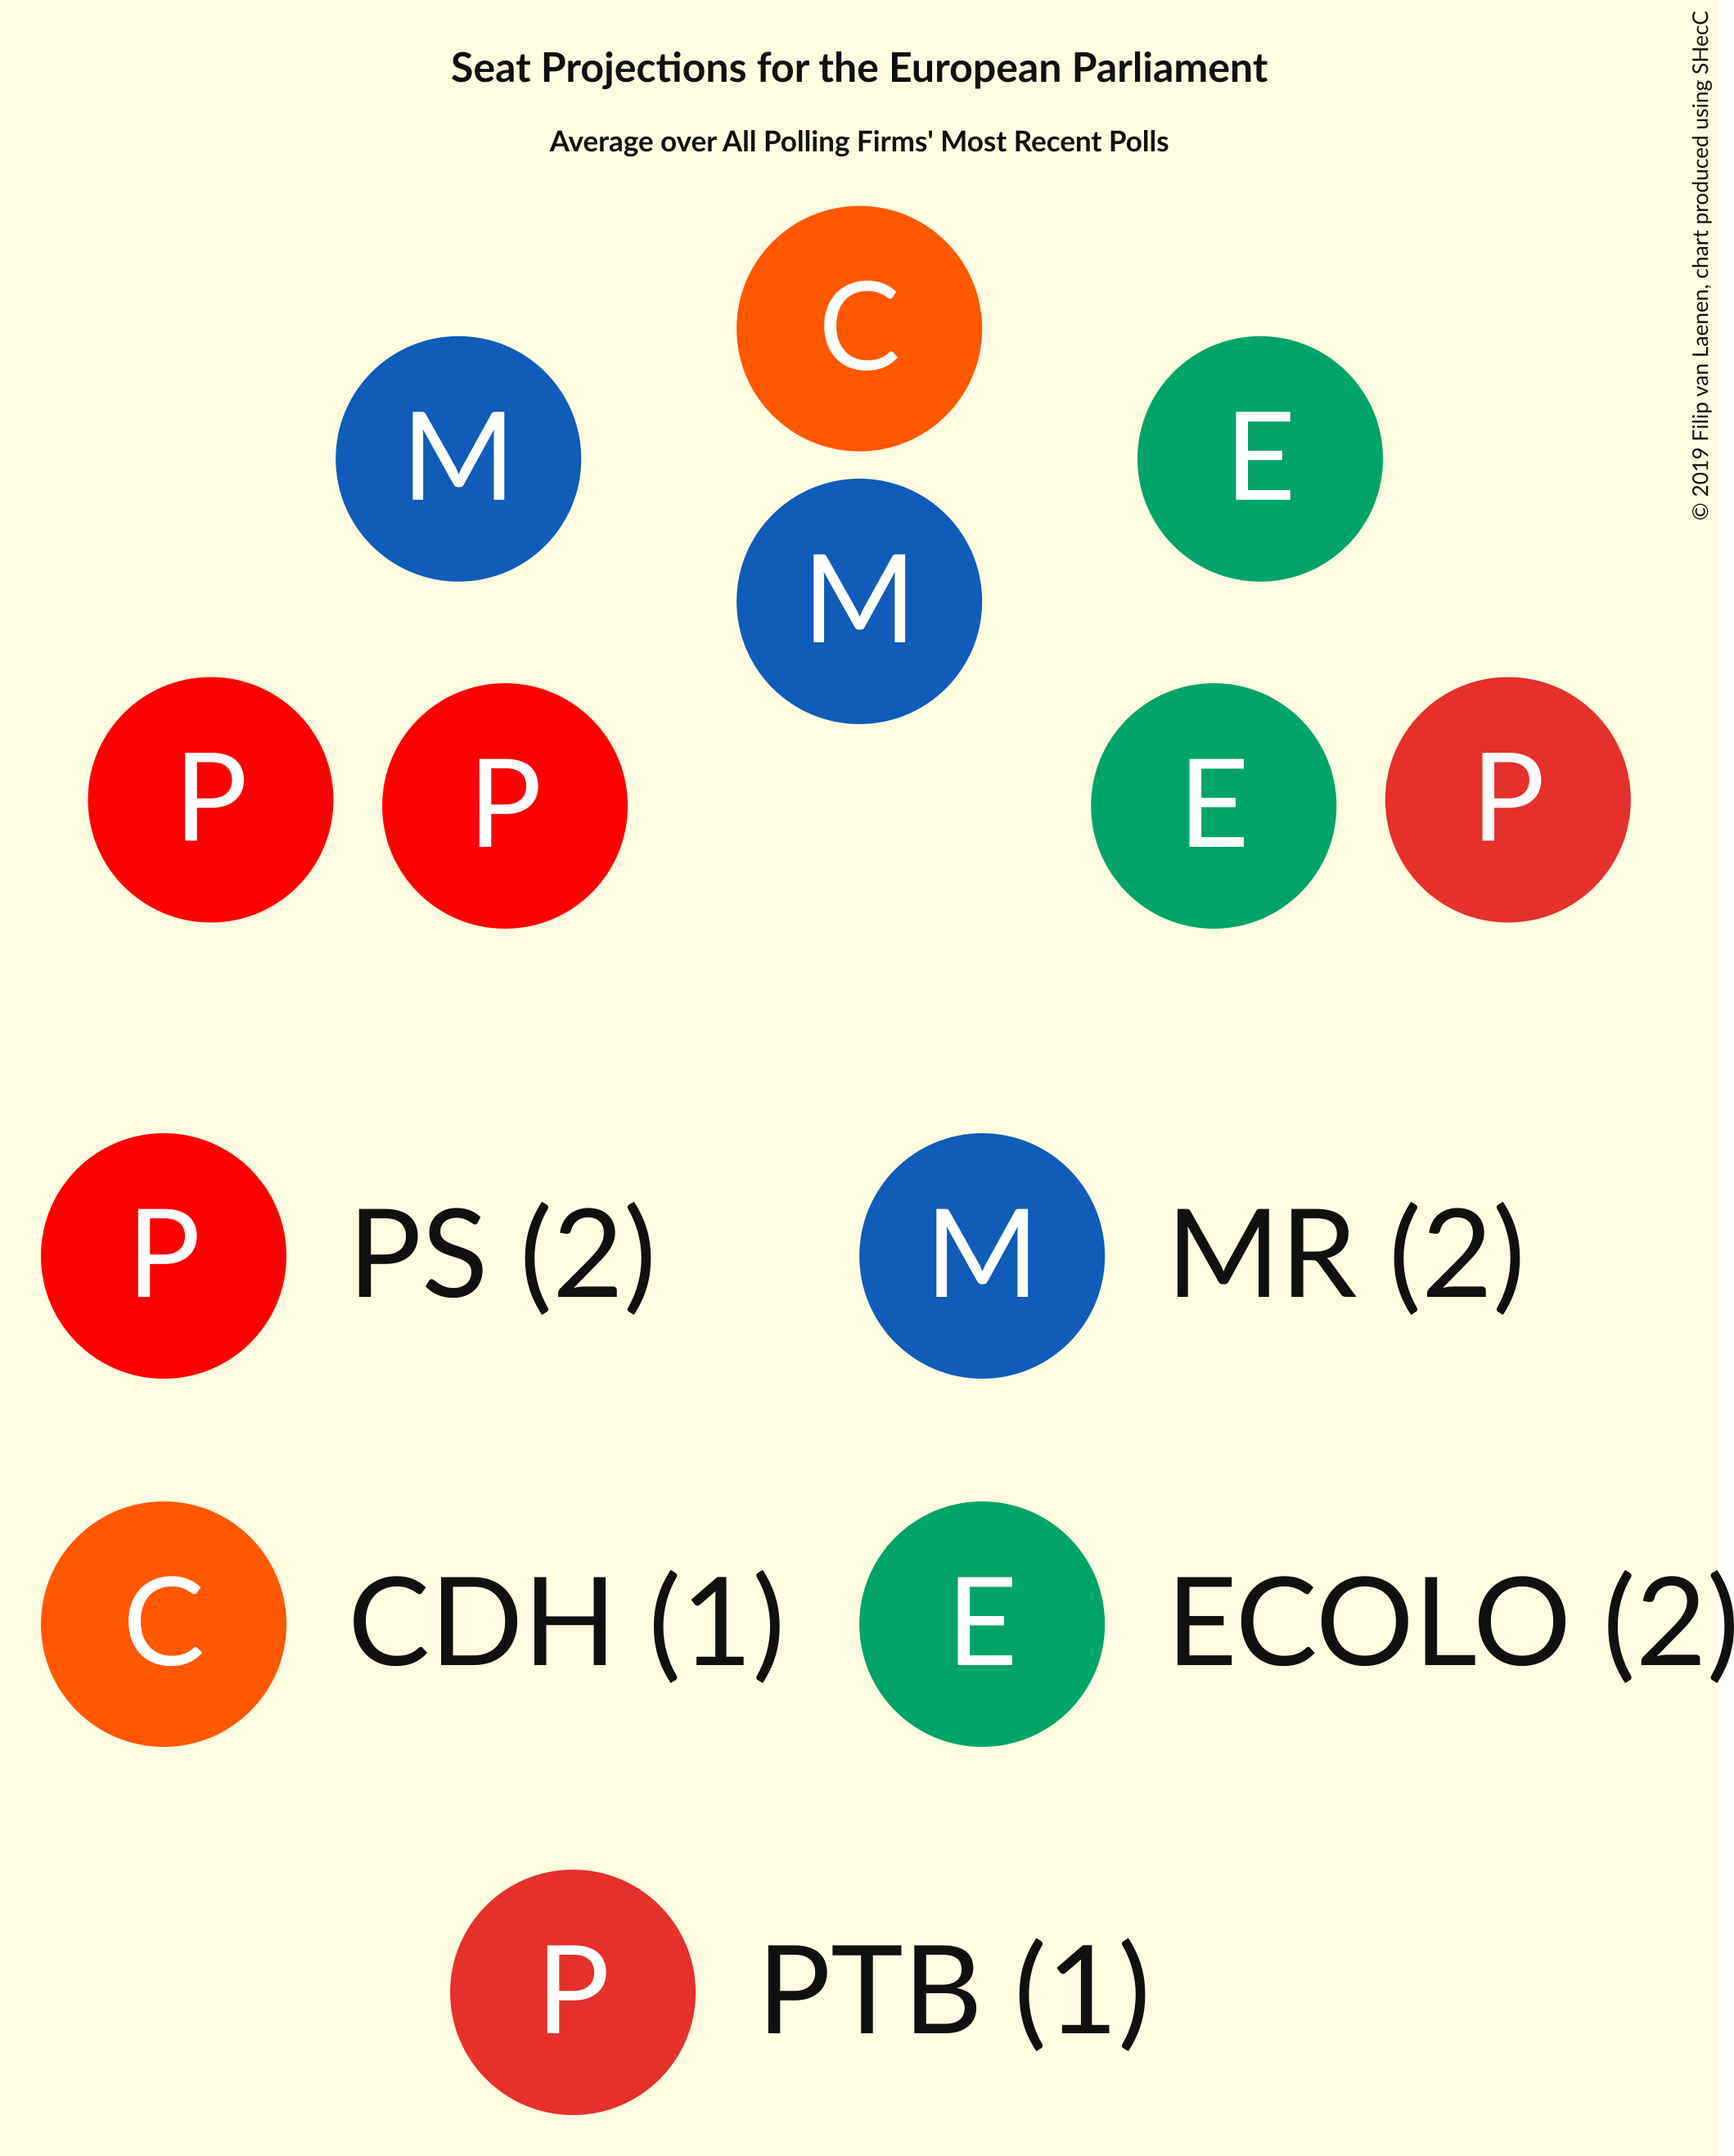 Seat Projections for the European Parliament
Average over All Polling Firms' Most Recent Polls
© 2019 Filip van Laenen, chart produced using SHecC
C
M
E
M
P
P
E
P
P PS (2)
M MR (2)
C CDH (1)
E ECOLO (2)
P PTB (1)